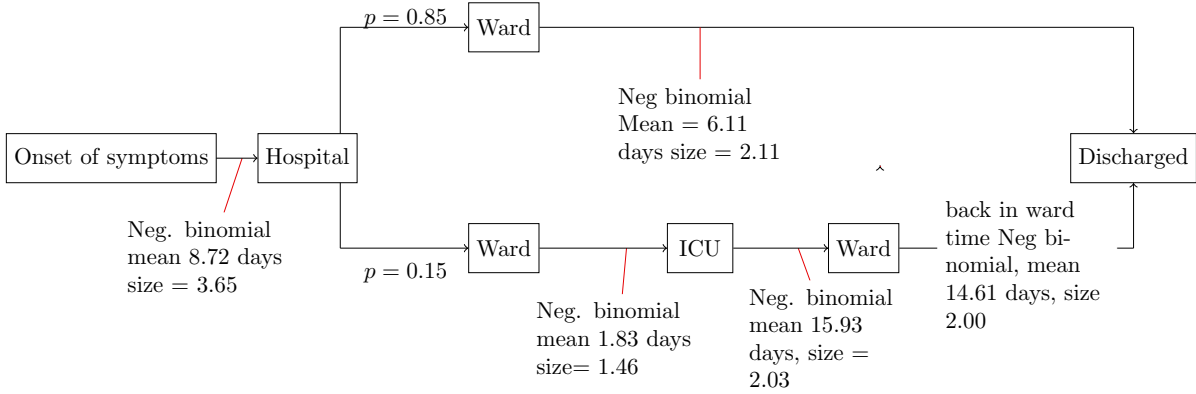 p = 0.85
Ward
Neg binomial
Mean = 6.11
days size = 2.11
Onset of symptoms
Hospital
Discharged
Neg. binomial
mean 8.72 days
size = 3.65
p = 0.15
Ward
ICU
Ward
back in ward
time Neg bi-
nomial, mean
14.61 days, size
2.00
Neg. binomial
mean 1.83 days
size= 1.46
Neg. binomial
mean 15.93
days, size =
2.03